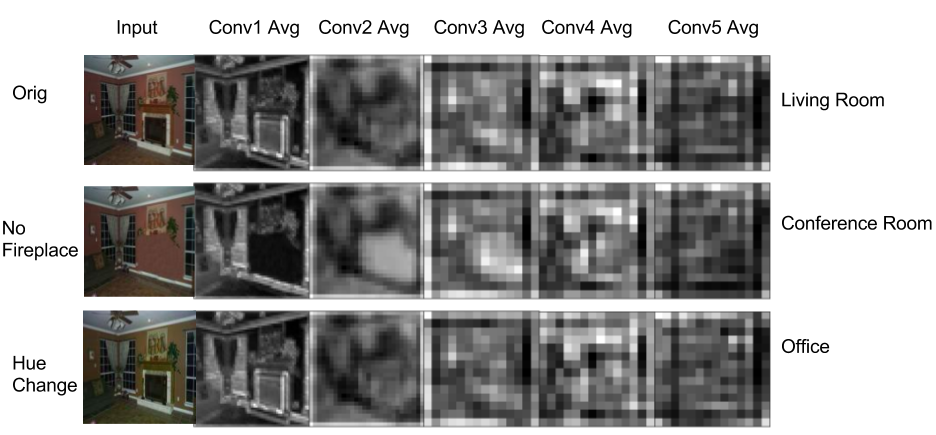 Input Conv1 Avg Conv2 Avg Conv3 Avg Conv4 Avg Conv5 Avg
Orig
Living Room
No
Fireplace
Conference Room
Hue
Change
Office